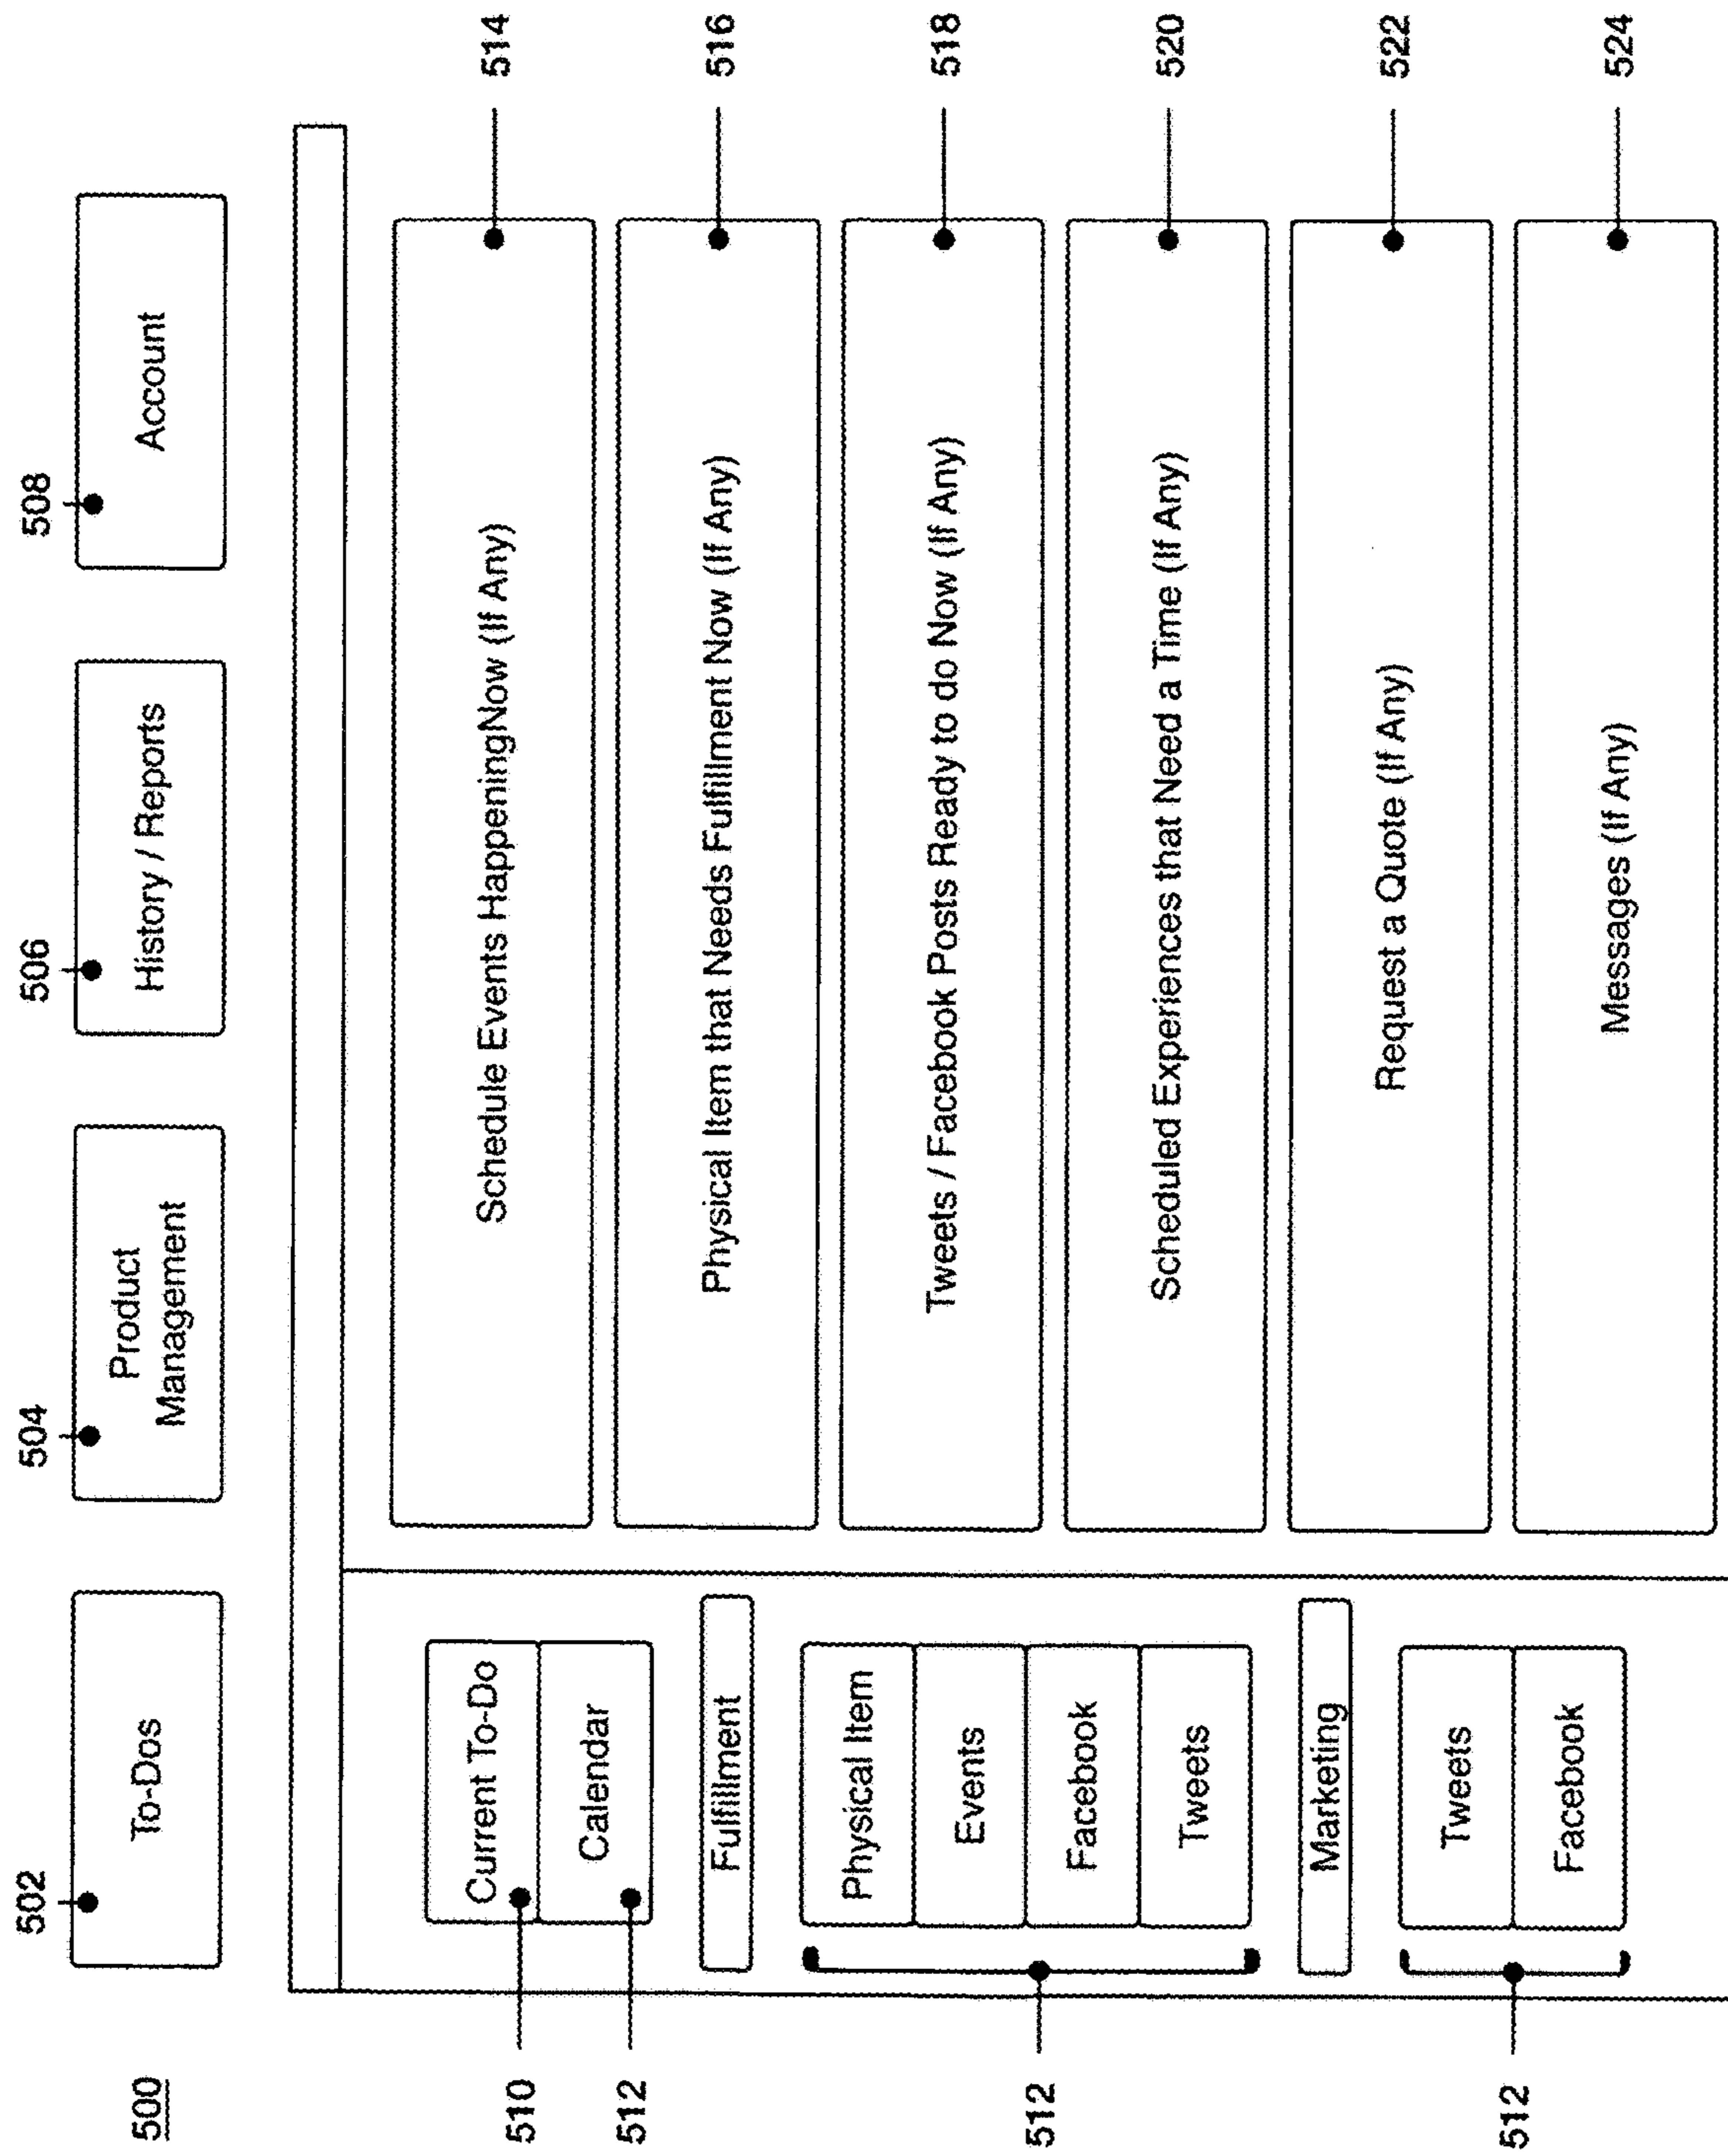 500
502
504
506
508
To-Dos
Product
Management
History / Reports
Account
510
Current To-Do
512
Calendar
Fulfillment
512
Physical Item
Events
Facebook
Tweets
Marketing
512
Tweets
Facebook
Schedule Events HappeningNow (If Any)
514
Physical Item that Needs Fulfillment Now (If Any)
516
Tweets / Facebook Posts Ready to do Now (If Any)
518
Scheduled Experiences that Need a Time (If Any)
520
Request a Quote (If Any)
522
Messages (If Any)
524